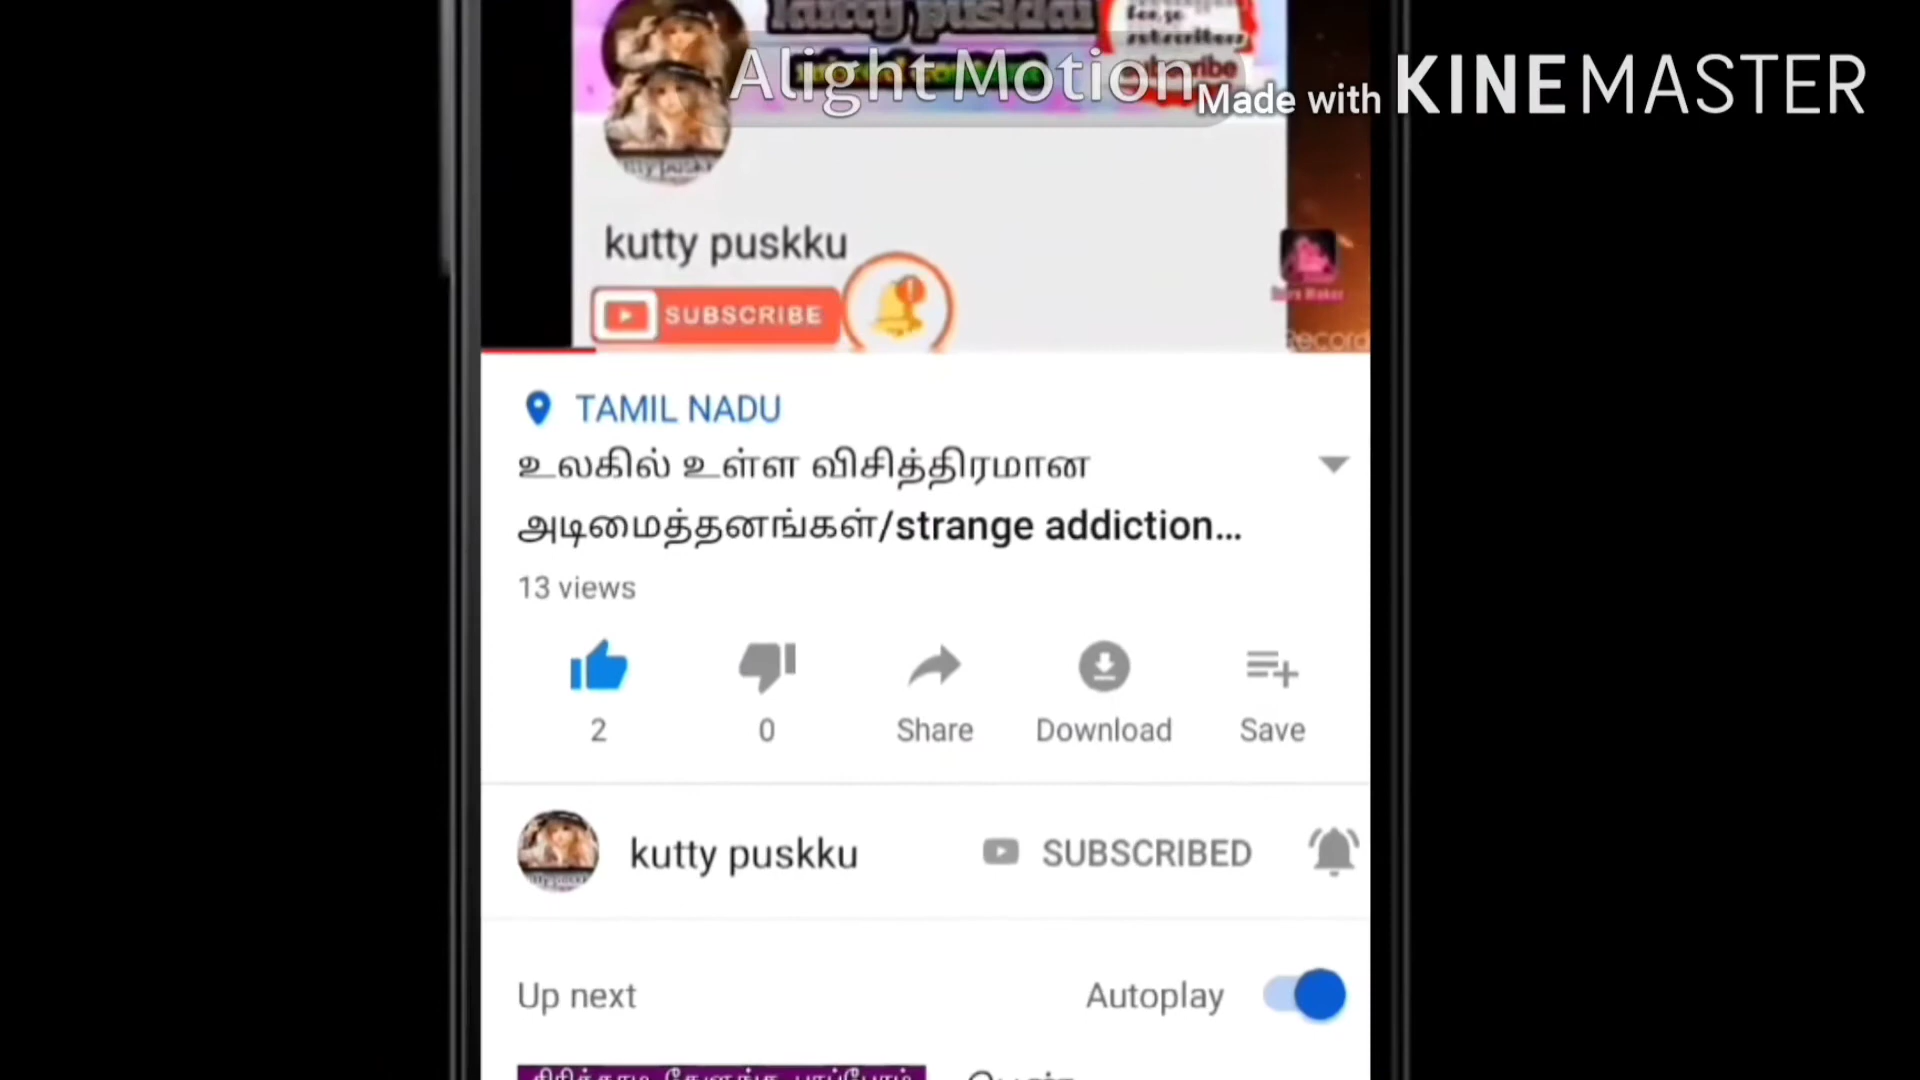 Alight Motion
Made with KINEMASTER
kutty puskku
SUBSCRIBE
Record
TAMIL NADU
உலகில் உள்ள விசித்திரமான
அடிமைத்தனங்கள்/strange addiction...
13 views
2
0
Share
Download
Save
kutty puskku
SUBSCRIBED
Up next
Autoplay